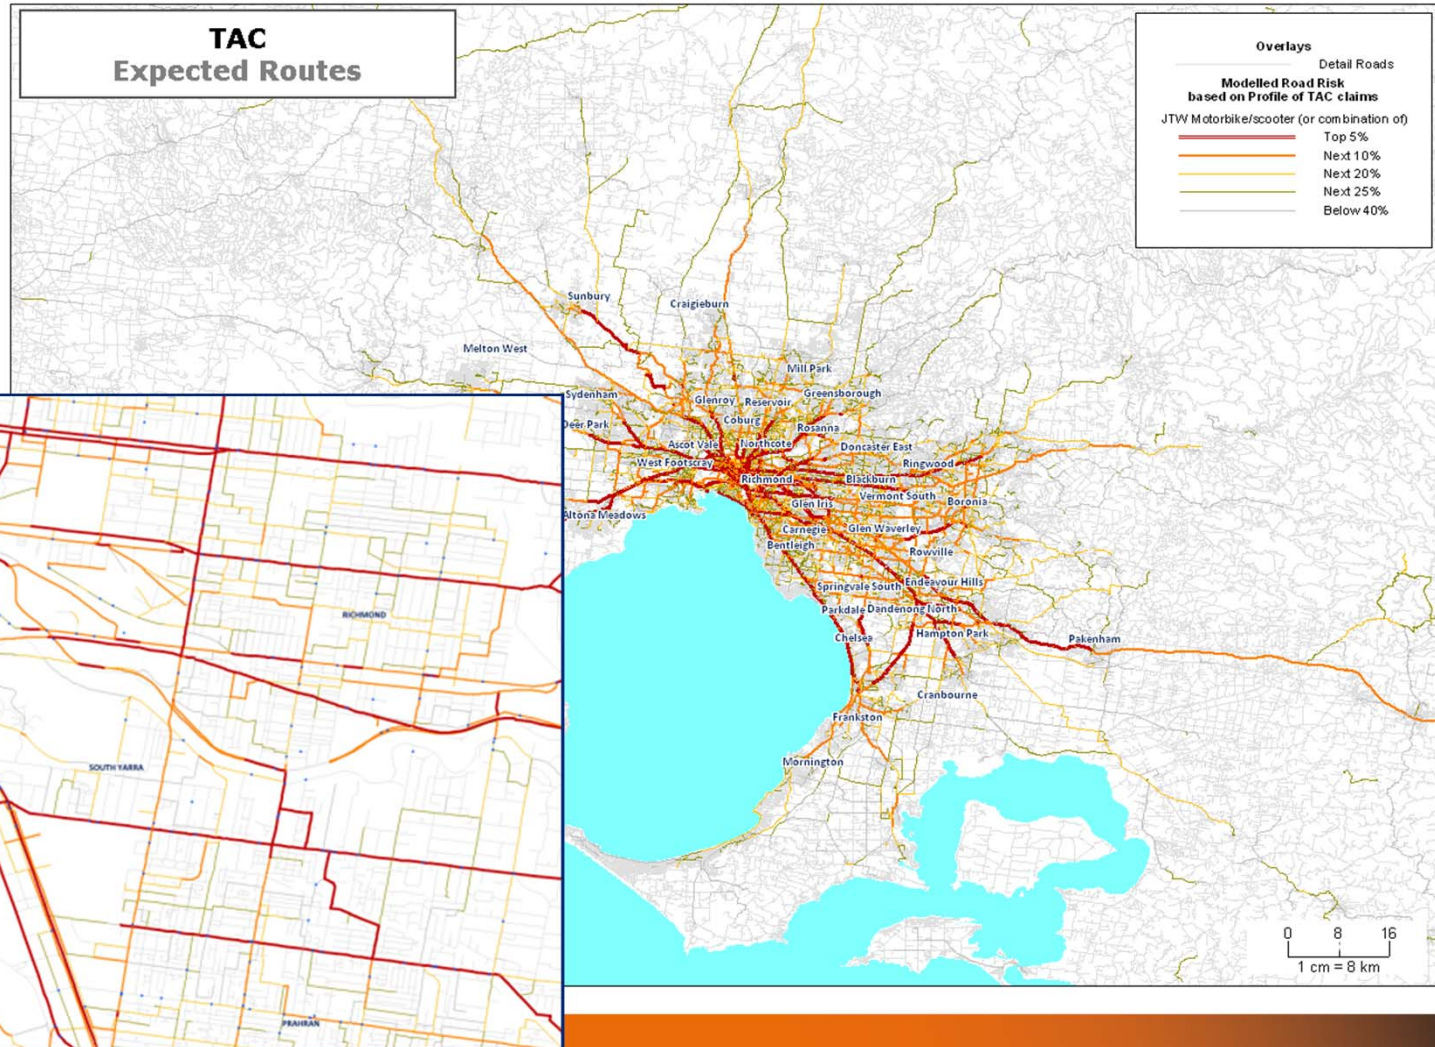 TAC
Expected Routes
Overlays
Detail Roads
Modelled Road Risk
based on Profile of TAC claims
JTW Motorbike/scooter (or combination of)
Top 5%
Next 10%
Next 20%
Next 25%
Below 40%
Sunbury
Craigieburn
Melton West
Mill Park
Sydenham
Glenroy
Reservoir
Greensborough
Deer Park
Coburg
Rosanna
Ascot Vale
Northcote
Doncaster East
West Footscray
Ringwood
Richmond
Blackburn
Vermont South
Boronia
Altona Meadows
Glen Iris
Carnegie
Glen Waverley
Bentleigh
Rowville
Springvale South
Endeavour Hills
Parkdale
Dandenong North
Chelsea
Hampton Park
Pakenham
Cranbourne
Frankston
Mornington
RICHMOND
SOUTH YARRA
PRAHRAN
0 8 16
1 cm = 8 km